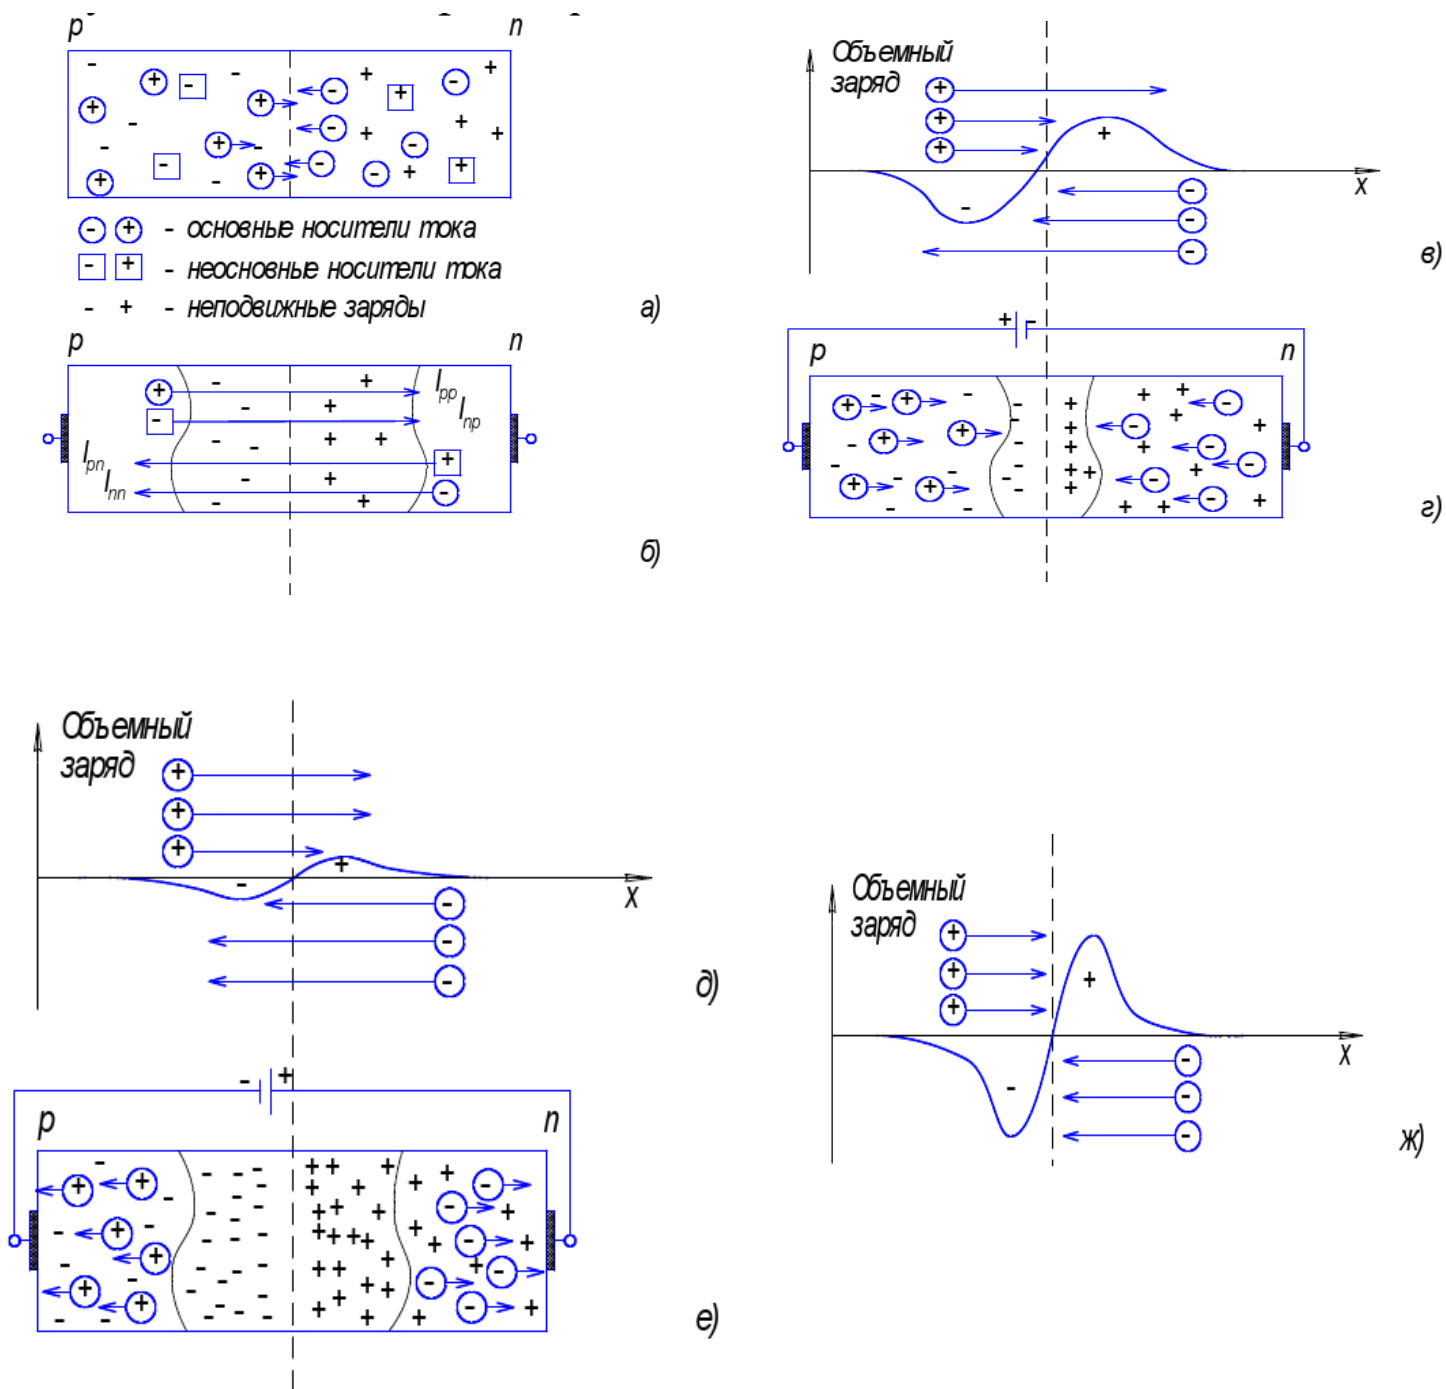 p n
Объемный
заряд
- основные носители тока
- неосновные носители тока
- + - неподвижные заряды
а)
x
в)
p n
I_pp
I_np
I_pn
I_nn
б)
+ -
p n
г)
Объемный
заряд
x
д)
- +
p n
е)
Объемный
заряд
x
ж)